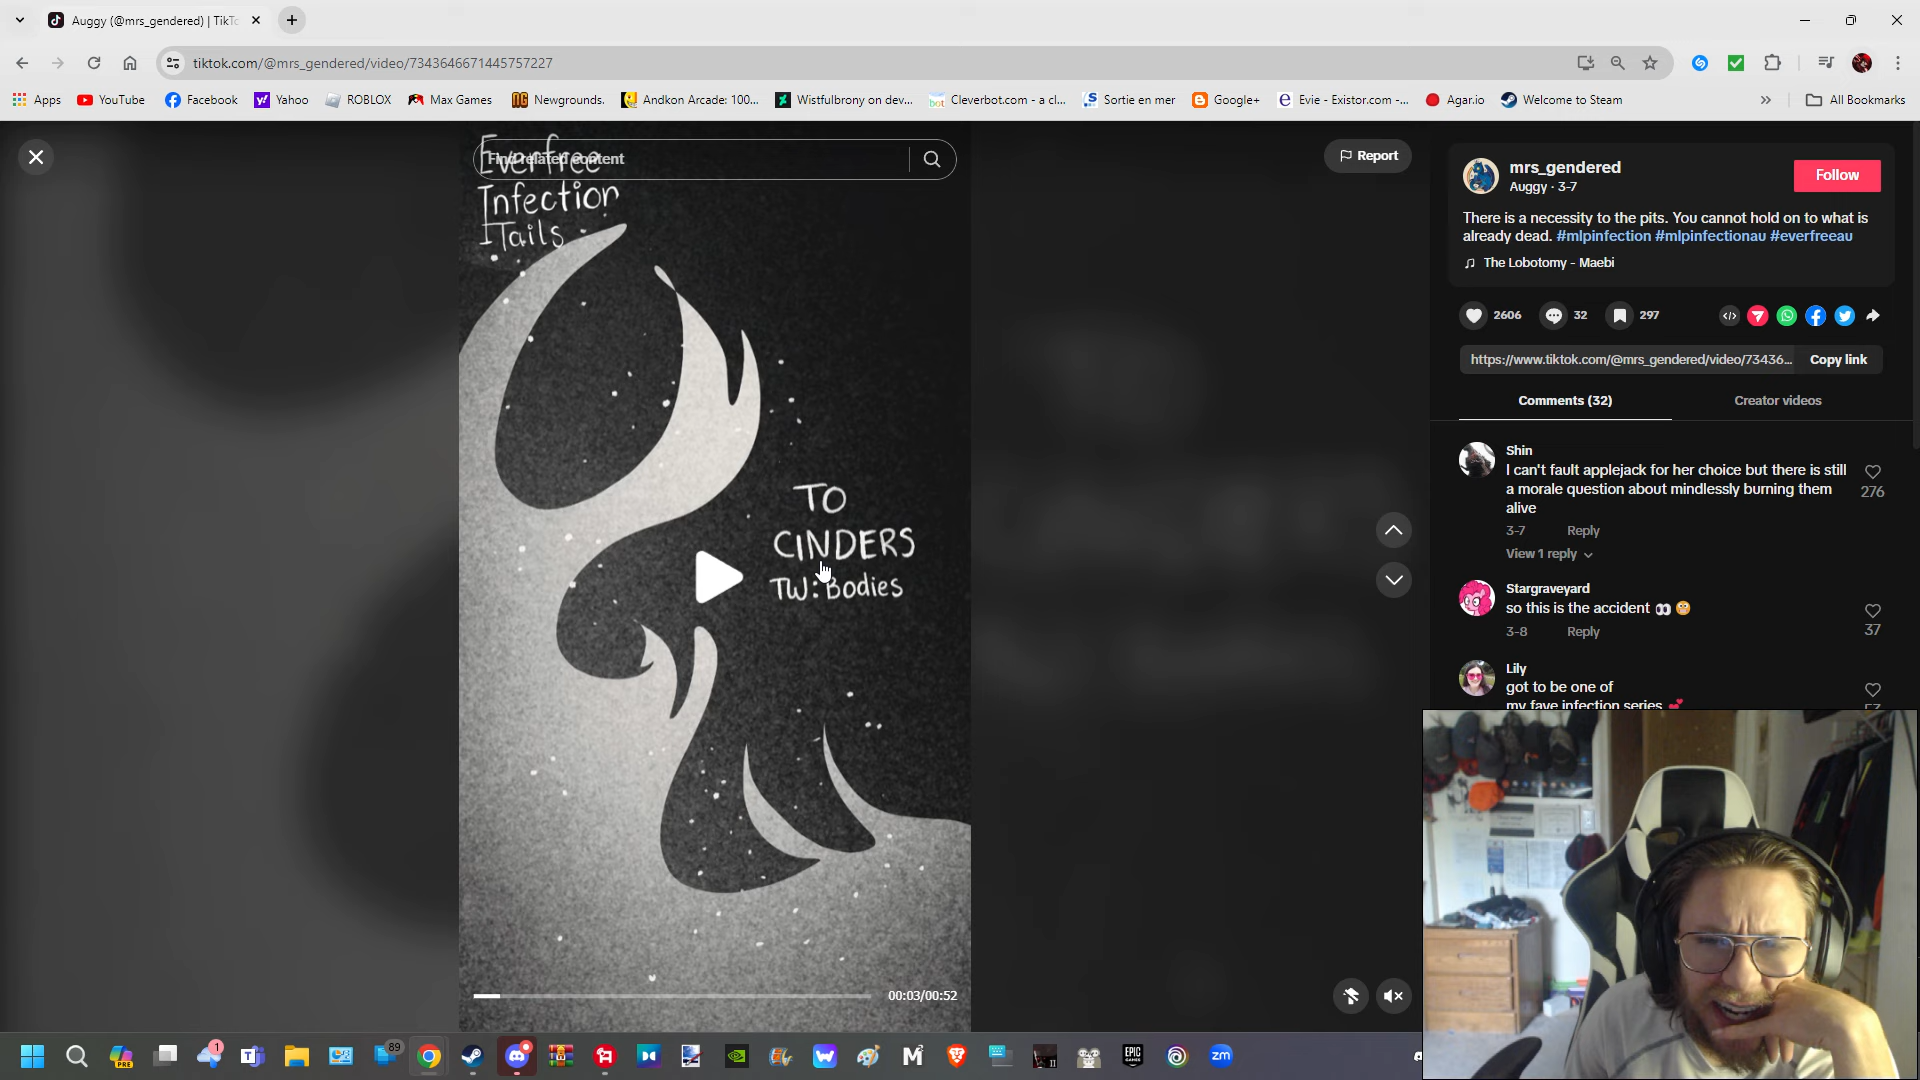 Auggy (@mrs_gendered) | TikTo
tiktok.com/@mrs_gendered/video/7343646671445757227
Apps
YouTube
Facebook
Yahoo
ROBLOX
Max Games
Newgrounds.
Andkon Arcade: 100...
Wistfulbrony on dev...
Cleverbot.com - a cl...
Sortie en mer
Google+
Evie - Existor.com -...
Agar.io
Welcome to Steam
All Bookmarks
Everfree
Find related content
Infection
Tails
TO
CINDERS
TW: Bodies
00:03/00:52
Report
mrs_gendered
Auggy · 3-7
Follow
There is a necessity to the pits. You cannot hold on to what is
already dead. #mlpinfection #mlpinfectionau #everfreeau
The Lobotomy - Maebi
2606
32
297
https://www.tiktok.com/@mrs_gendered/video/73436...
Copy link
Comments (32)
Creator videos
Shin
I can't fault applejack for her choice but there is still
a morale question about mindlessly burning them
alive
276
3-7
Reply
View 1 reply
Stargraveyard
so this is the accident 👀 😳
37
3-8
Reply
Lily
got to be one of
my fave infection series 💕
1
89
zm